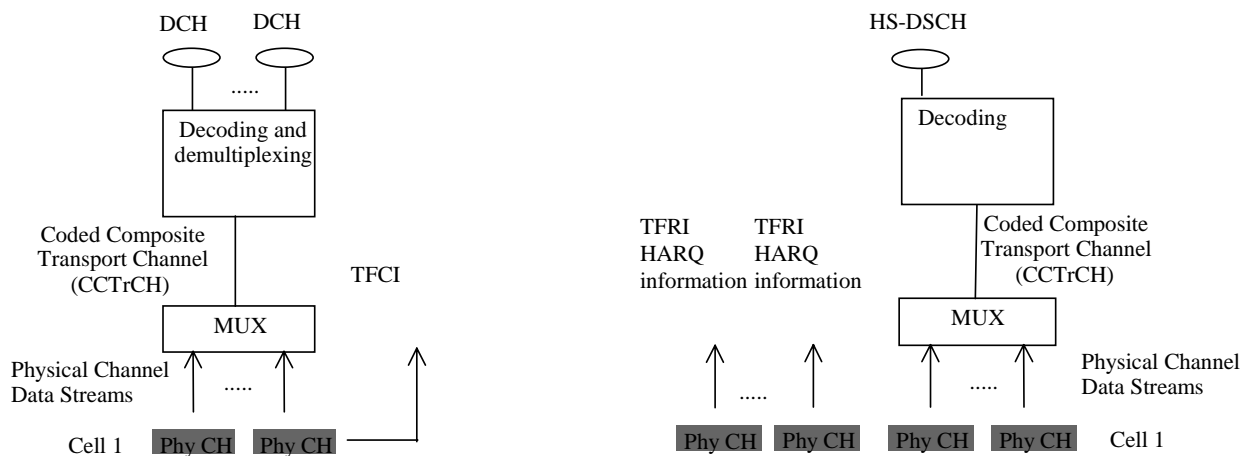 DCH
DCH
.....
Decoding and
demultiplexing
Coded Composite
Transport Channel
(CCTrCH)
TFCI
MUX
Physical Channel
Data Streams
.....
Cell 1
Phy CH
Phy CH
HS-DSCH
Decoding
TFRI
HARQ
information
TFRI
HARQ
information
Coded Composite
Transport Channel
(CCTrCH)
MUX
.....
.....
Physical Channel
Data Streams
Phy CH
Phy CH
Phy CH
Phy CH
Cell 1